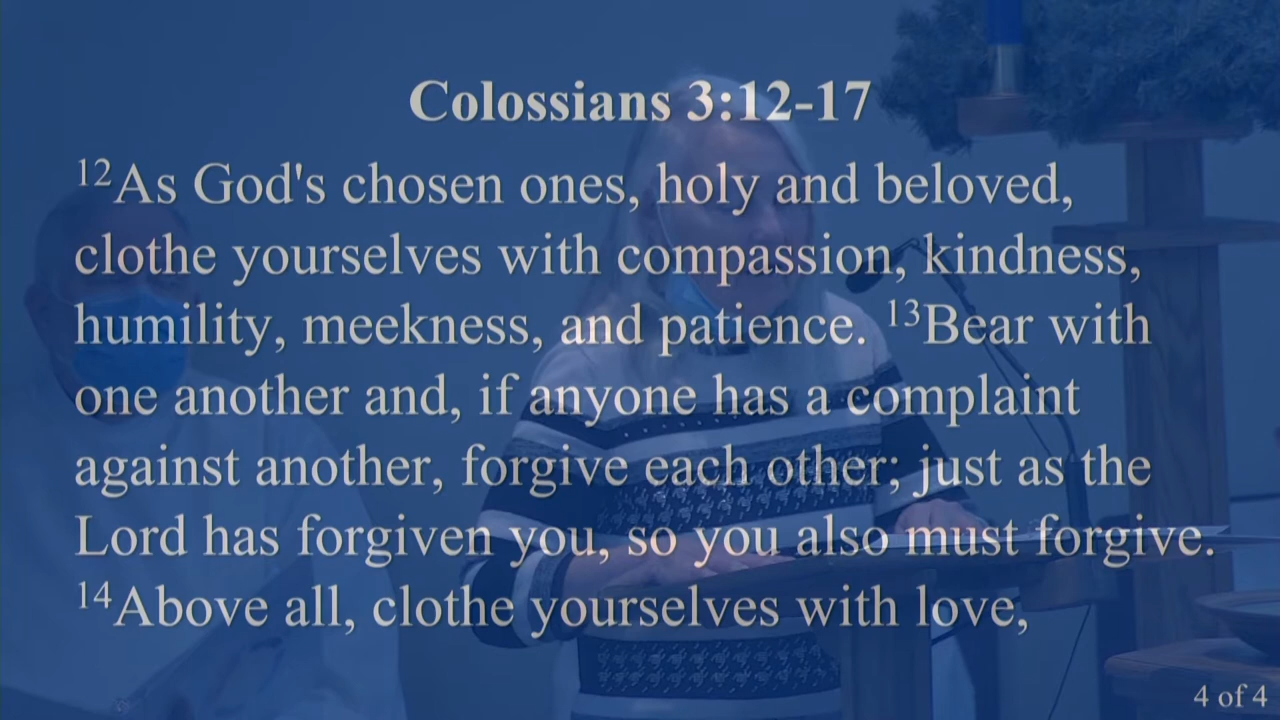 Colossians 3:12-17
¹²As God's chosen ones, holy and beloved,
clothe yourselves with compassion, kindness,
humility, meekness, and patience. ¹³Bear with
one another and, if anyone has a complaint
against another, forgive each other; just as the
Lord has forgiven you, so you also must forgive.
¹⁴Above all, clothe yourselves with love,
4 of 4